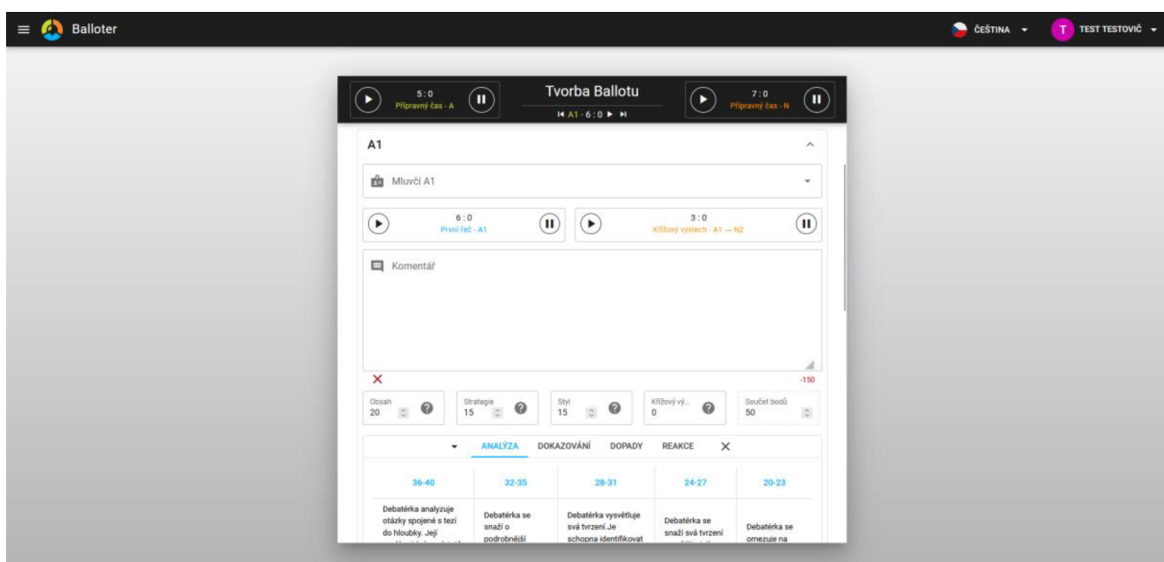 Balloter
ČEŠTINA
T
TEST TESTOVIČ
5:0
Přípravný čas - A
Tvorba Ballotu
A1 - 6:0
7:0
Přípravný čas - N
A1
Mluvčí A1
6:0
První řeč - A1
3:0
Křížový výslech - A1 → N2
Komentář
-150
Obsah
20
Strategie
15
Styl
15
Křížový vý...
0
Součet bodů
50
ANALÝZA DOKAZOVÁNÍ DOPADY REAKCE
36-40 32-35 28-31 24-27 20-23
Debatérka analyzuje
otázky spojené s tezí
do hloubky. Její
Debatérka se
snaží o
podrobnější
Debatérka vysvětluje
svá tvrzení.Je
schopna identifikovat
Debatérka se
snaží svá tvrzení
Debatérka se
omezuje na